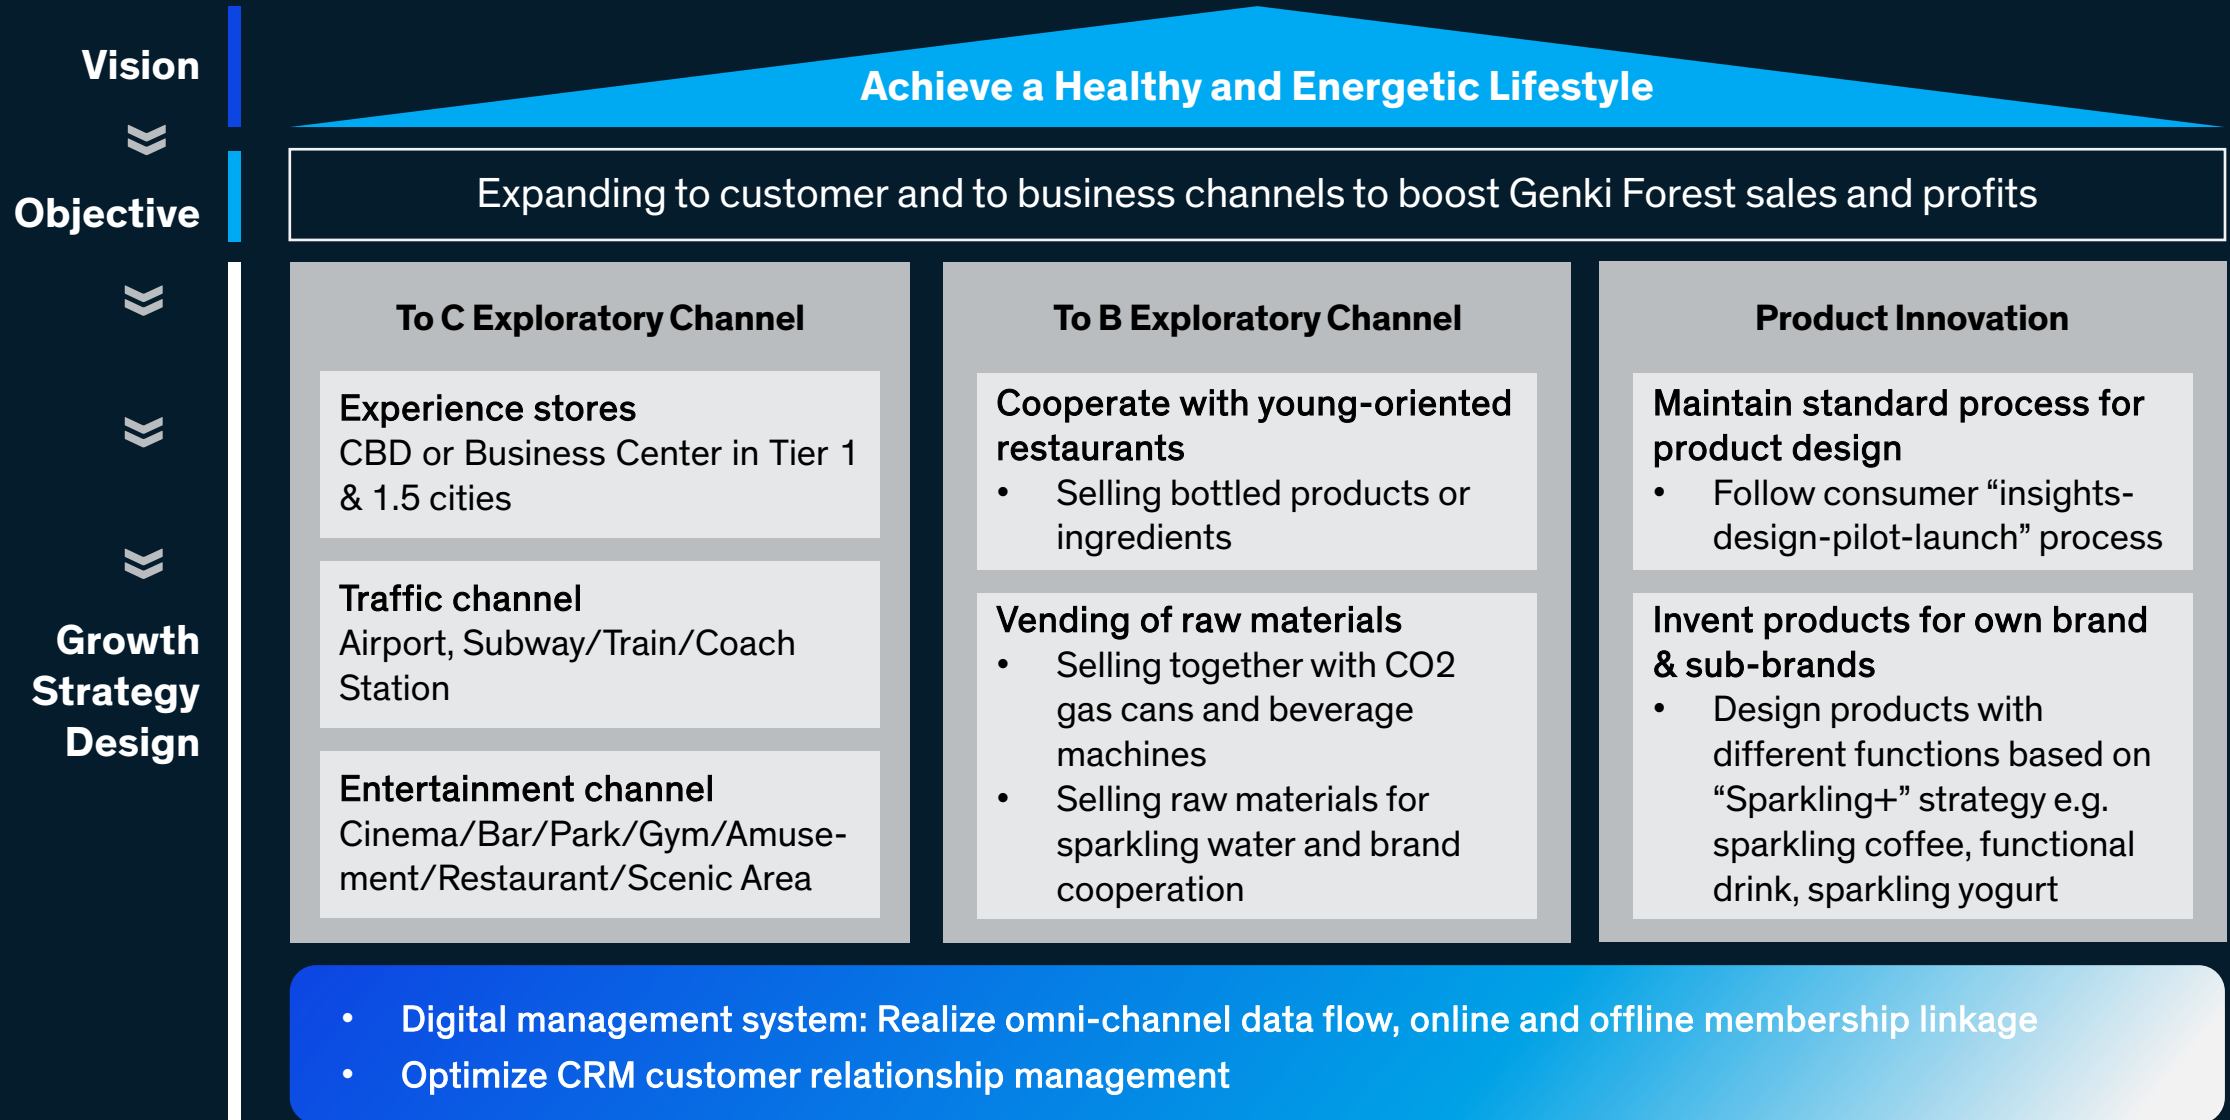 Vision
Achieve a Healthy and Energetic Lifestyle
Objective
Expanding to customer and to business channels to boost Genki Forest sales and profits
Growth
Strategy
Design
To C Exploratory Channel
Experience stores
CBD or Business Center in Tier 1
& 1.5 cities
Traffic channel
Airport, Subway/Train/Coach
Station
Entertainment channel
Cinema/Bar/Park/Gym/Amuse-
ment/Restaurant/Scenic Area
To B Exploratory Channel
Cooperate with young-oriented
restaurants
• Selling bottled products or
ingredients
Vending of raw materials
• Selling together with CO2
gas cans and beverage
machines
• Selling raw materials for
sparkling water and brand
cooperation
Product Innovation
Maintain standard process for
product design
• Follow consumer “insights-
design-pilot-launch” process
Invent products for own brand
& sub-brands
• Design products with
different functions based on
“Sparkling+” strategy e.g.
sparkling coffee, functional
drink, sparkling yogurt
• Digital management system: Realize omni-channel data flow, online and offline membership linkage
• Optimize CRM customer relationship management